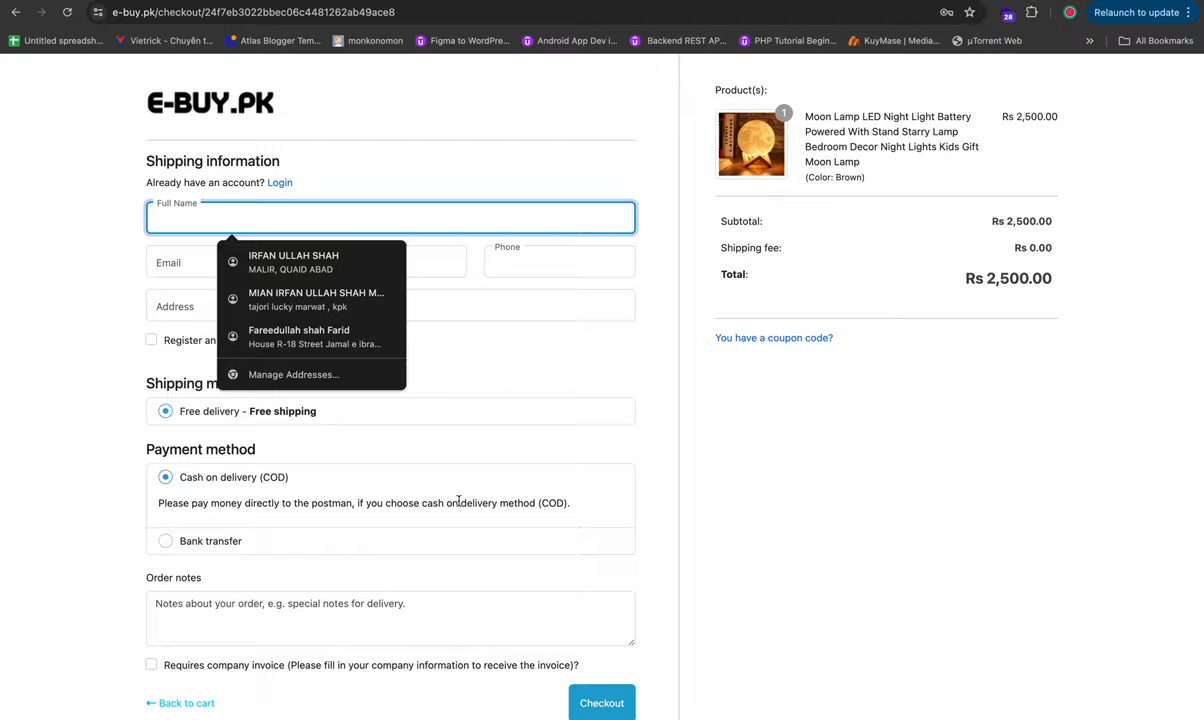 e-buy.pk/checkout/24f7eb3022bbec06c4481262ab49ace8
28
Relaunch to update
Untitled spreadsh...
Vietrick - Chuyên t...
Atlas Blogger Tem...
monkonomon
Figma to WordPre...
Android App Dev i...
Backend REST AP...
PHP Tutorial Begin...
KuyMase | Media...
µTorrent Web
»
All Bookmarks
E-BUY.PK
Shipping information
Already have an account? Login
Full Name
IRFAN ULLAH SHAH
MALIR, QUAID ABAD
MIAN IRFAN ULLAH SHAH M...
tajori lucky marwat , kpk
Fareedullah shah Farid
House R-18 Street Jamal e ibra...
Manage Addresses...
Email
Phone
Address
Register an
Shipping m
Free delivery - Free shipping
Payment method
Cash on delivery (COD)
Please pay money directly to the postman, if you choose cash on delivery method (COD).
Bank transfer
Order notes
Notes about your order, e.g. special notes for delivery.
Requires company invoice (Please fill in your company information to receive the invoice)?
← Back to cart
Checkout
Product(s):
1
Moon Lamp LED Night Light Battery
Powered With Stand Starry Lamp
Bedroom Decor Night Lights Kids Gift
Moon Lamp
(Color: Brown)
Rs 2,500.00
Subtotal:
Rs 2,500.00
Shipping fee:
Rs 0.00
Total:
Rs 2,500.00
You have a coupon code?